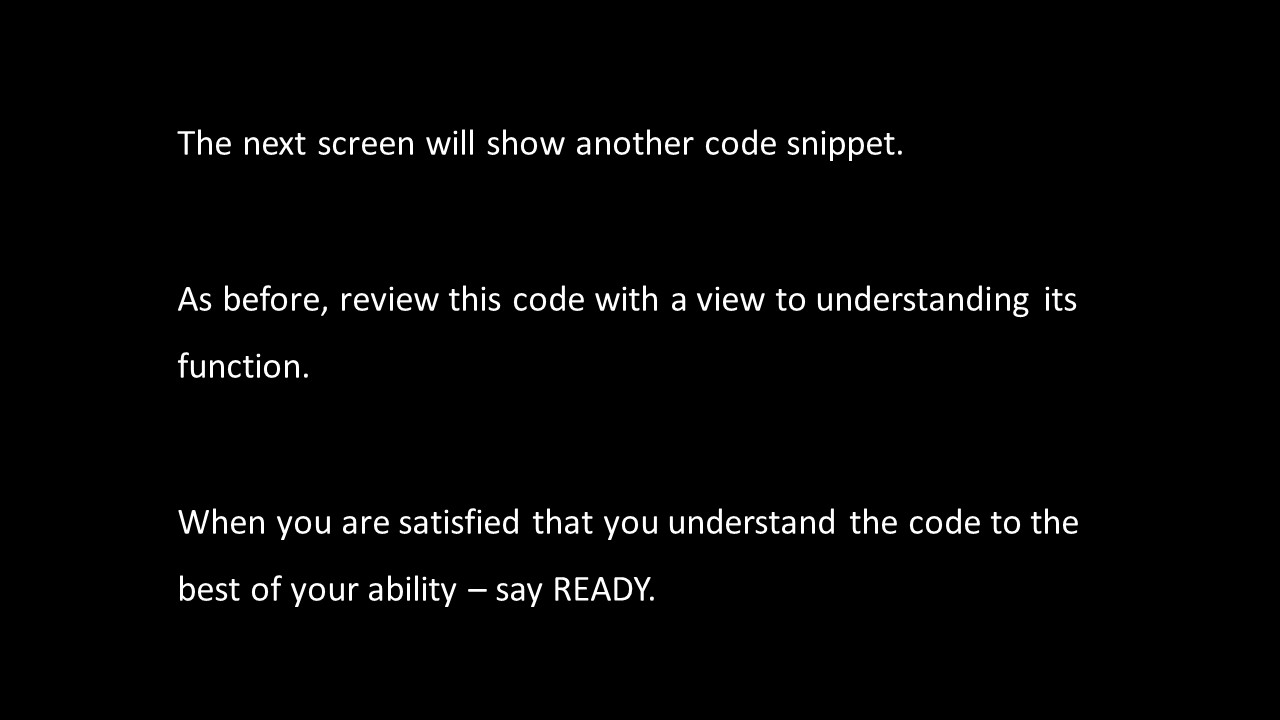 The next screen will show another code snippet.
As before, review this code with a view to understanding its
function.
When you are satisfied that you understand the code to the
best of your ability – say READY.